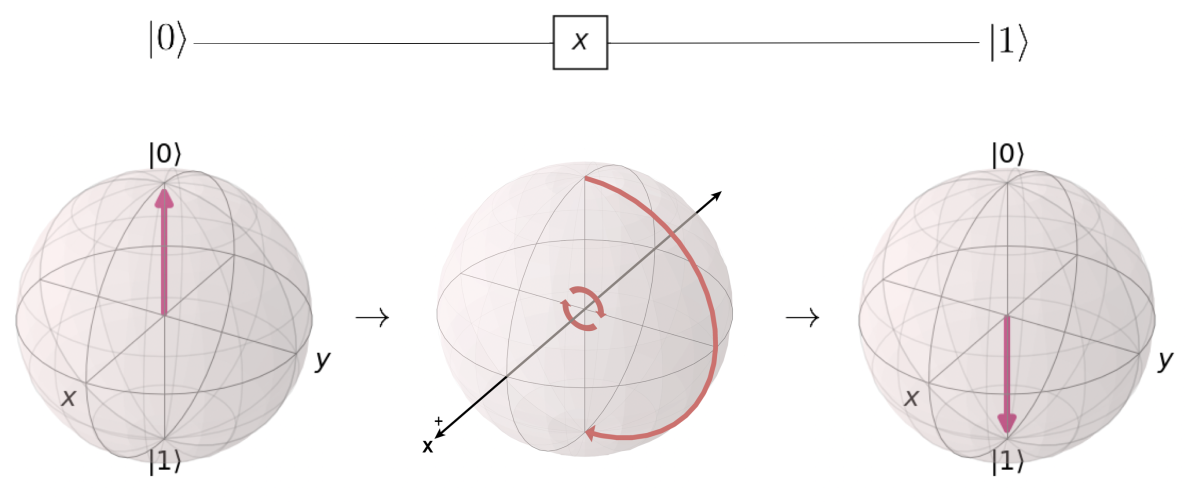 |0⟩ x |1⟩
|0⟩ |0⟩
y y
x x
+
x
|1⟩ |1⟩